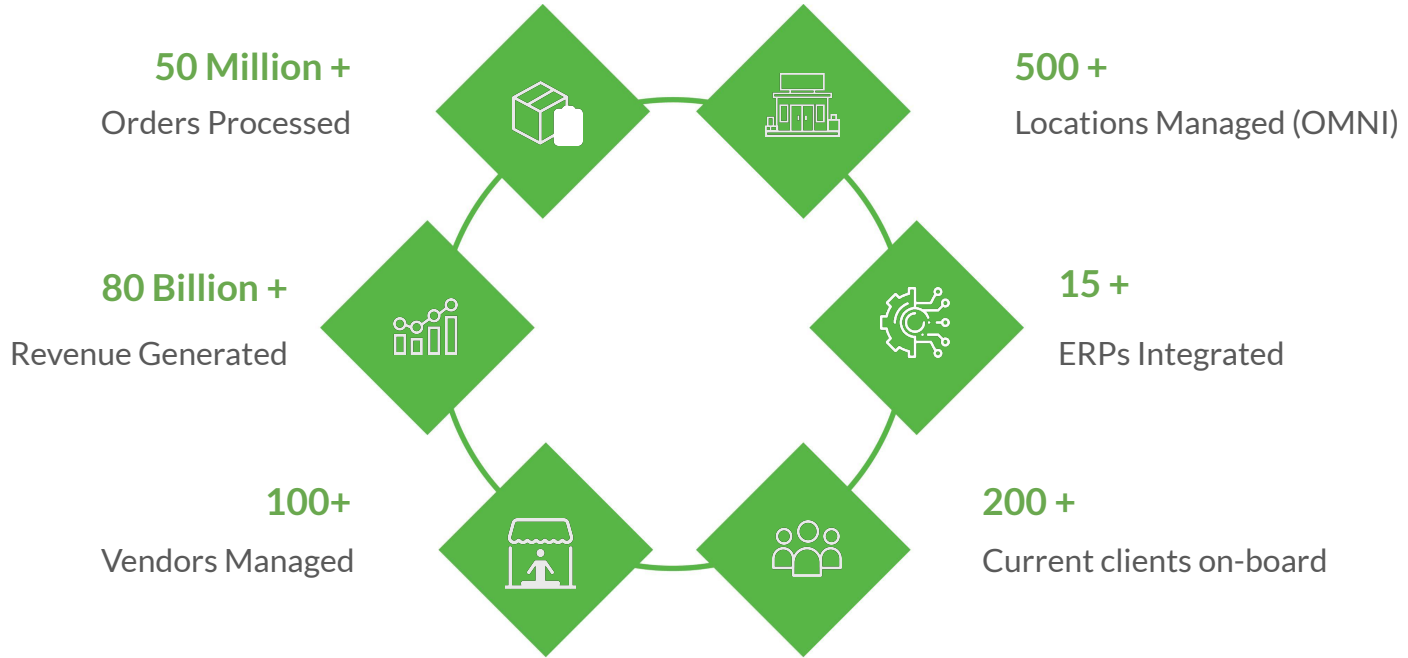 50 Million +
Orders Processed
500 +
Locations Managed (OMNI)
80 Billion +
Revenue Generated
15 +
ERPs Integrated
100+
Vendors Managed
200 +
Current clients on-board